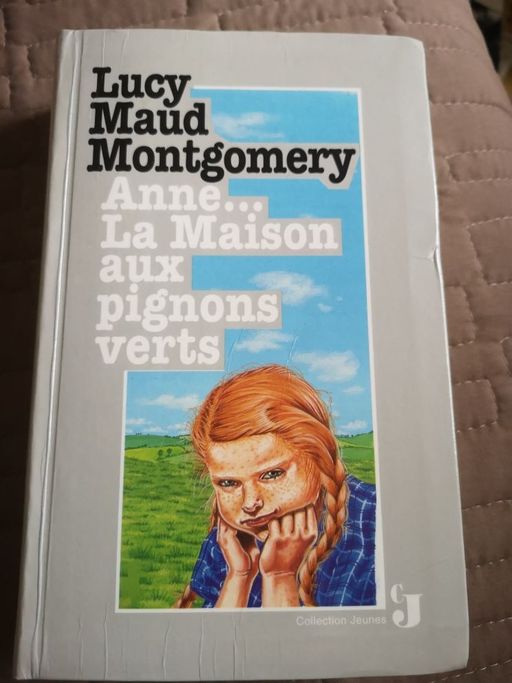 Lucy
Maud
Montgomery
Anne...
La Maison
aux
pignons
verts
cJ
Collection Jeunes